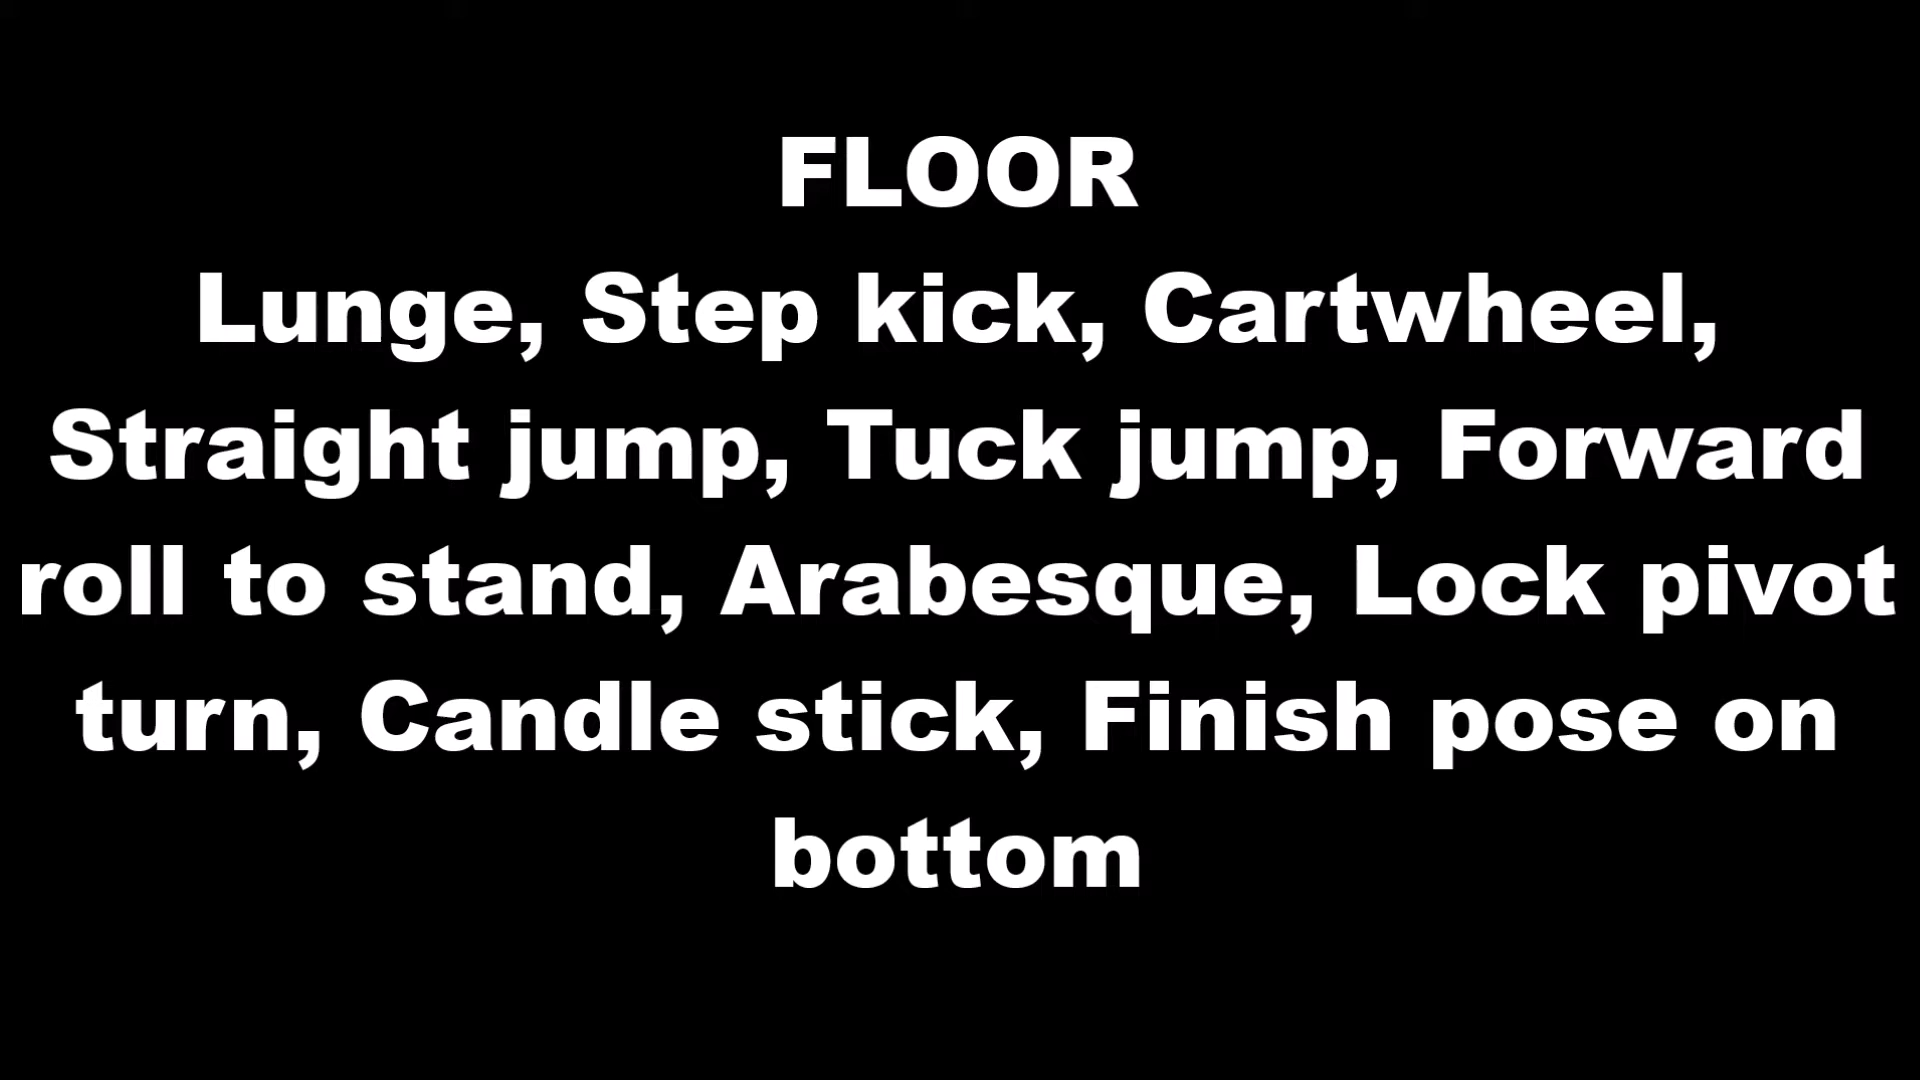 FLOOR
Lunge, Step kick, Cartwheel,
Straight jump, Tuck jump, Forward
roll to stand, Arabesque, Lock pivot
turn, Candle stick, Finish pose on
bottom